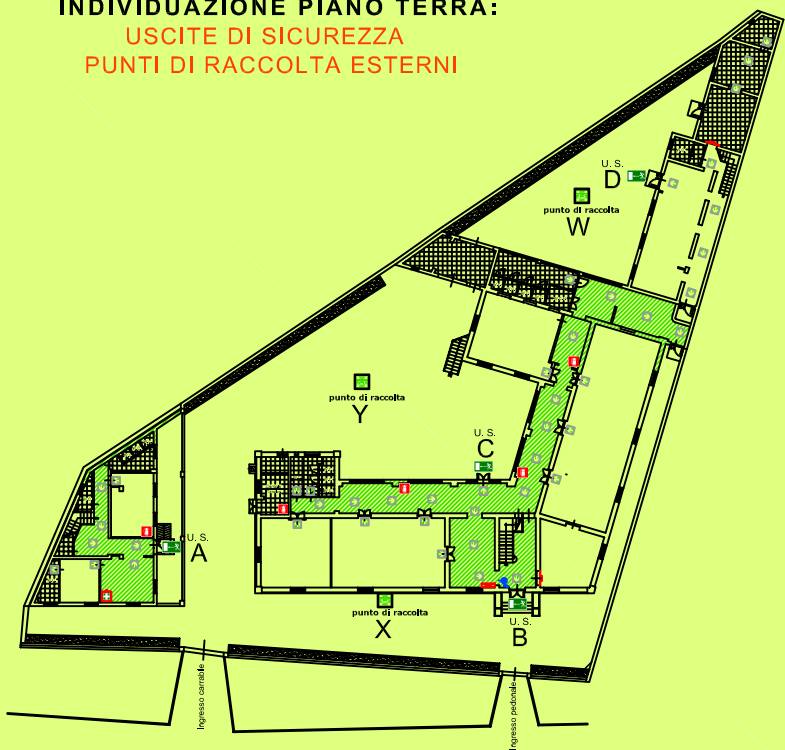 INDIVIDUAZIONE PIANO TERRA:
USCITE DI SICUREZZA
PUNTI DI RACCOLTA ESTERNI
U. S.
D
punto di raccolta
W
punto di raccolta
Y
U. S.
C
U. S.
A
punto di raccolta
X
U. S.
B
Ingresso carrabile
Ingresso pedonale